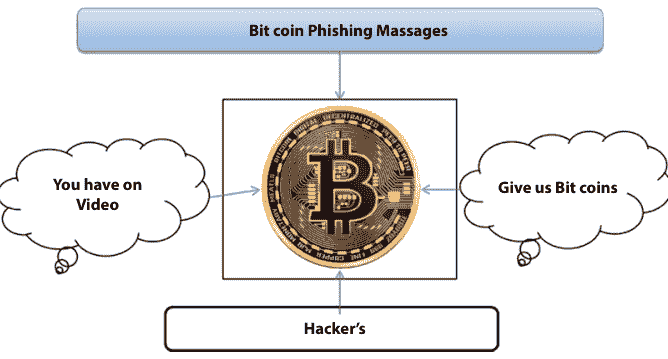 Bit coin Phishing Massages
You have on
Video
Give us Bit coins
Hacker's